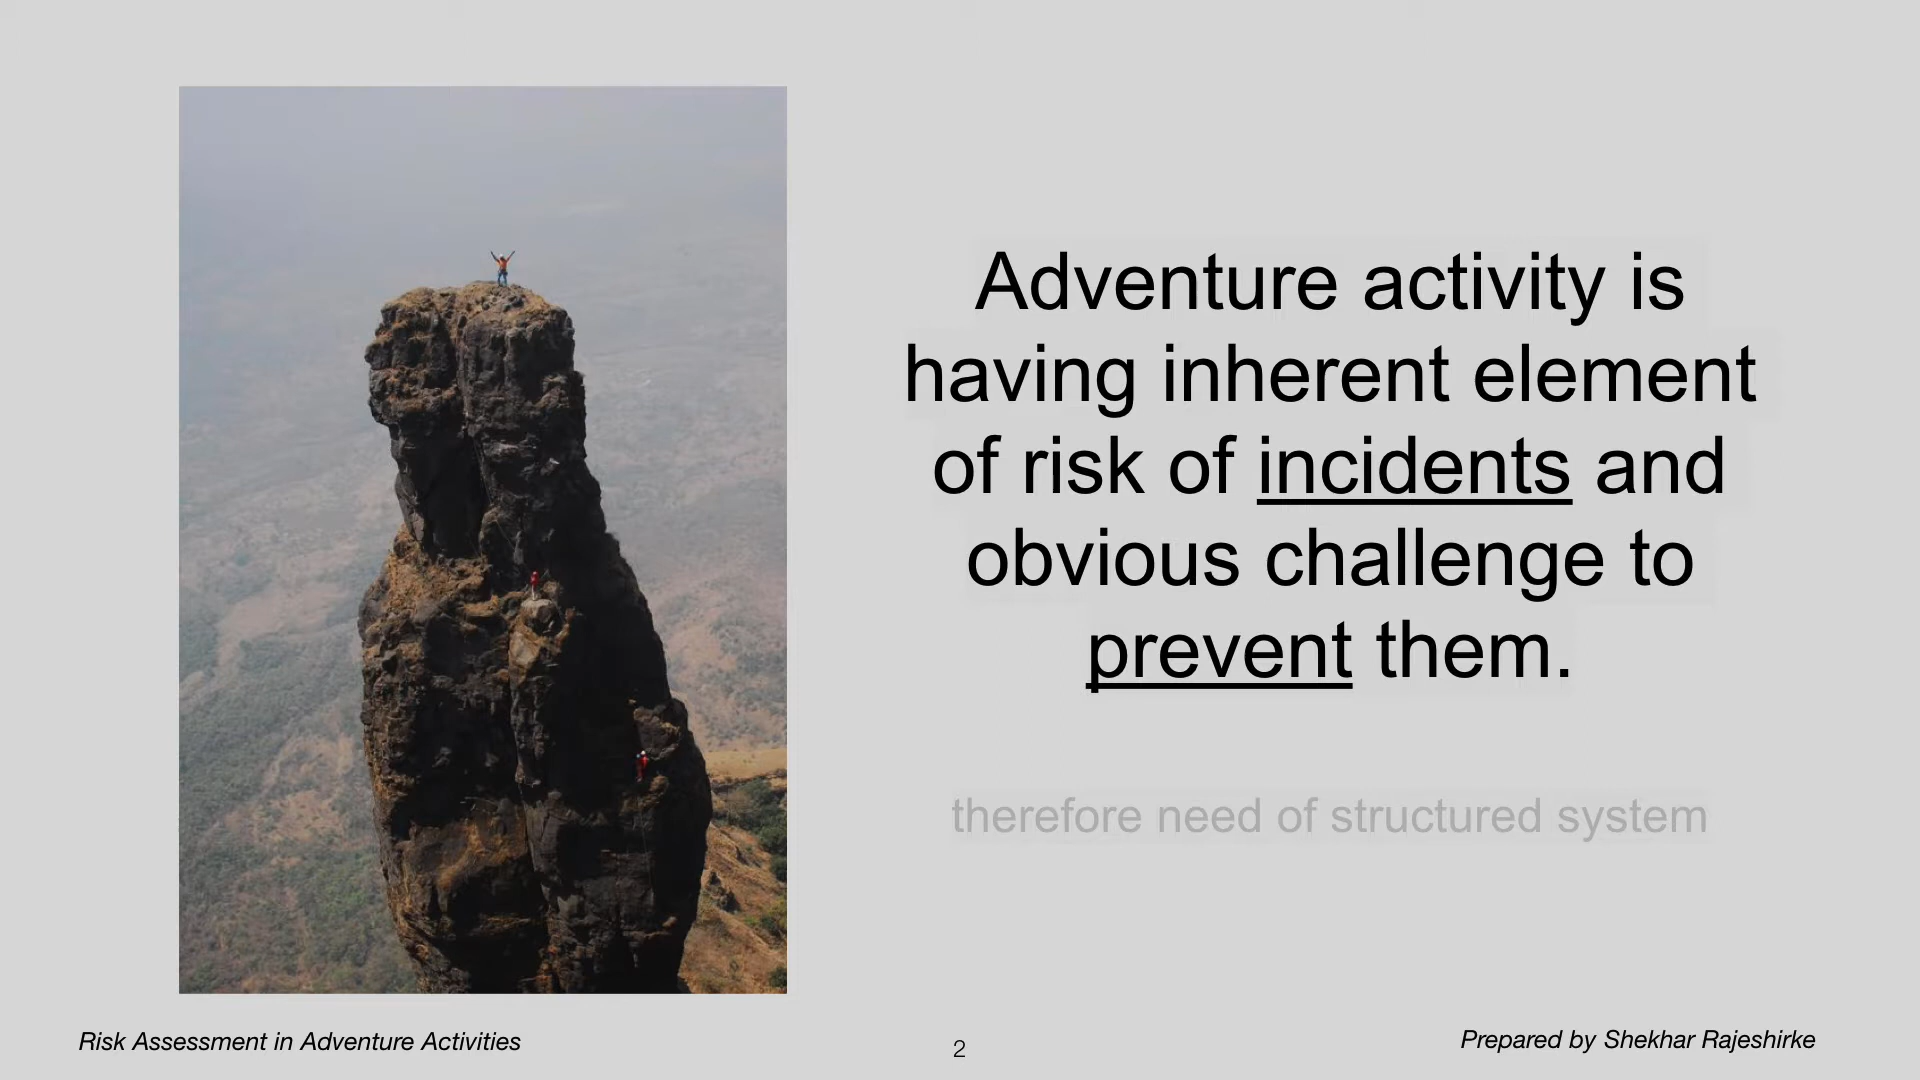 Adventure activity is
having inherent element
of risk of incidents and
obvious challenge to
prevent them.
therefore need of structured system
Risk Assessment in Adventure Activities
2
Prepared by Shekhar Rajeshirke